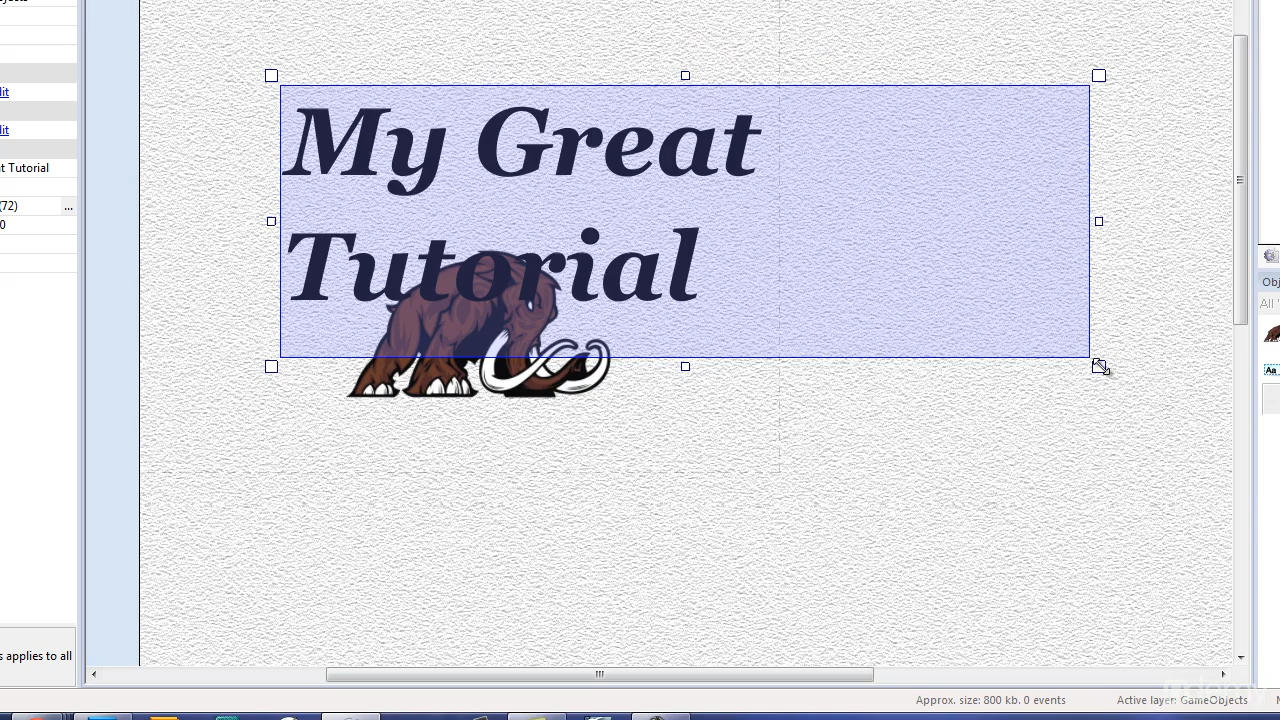 lit
lit
t Tutorial
(72)
...
0
s applies to all
My Great
Tutorial
Obj
All
Aa
Approx. size: 800 kb. 0 events
Active layer: GameObjects